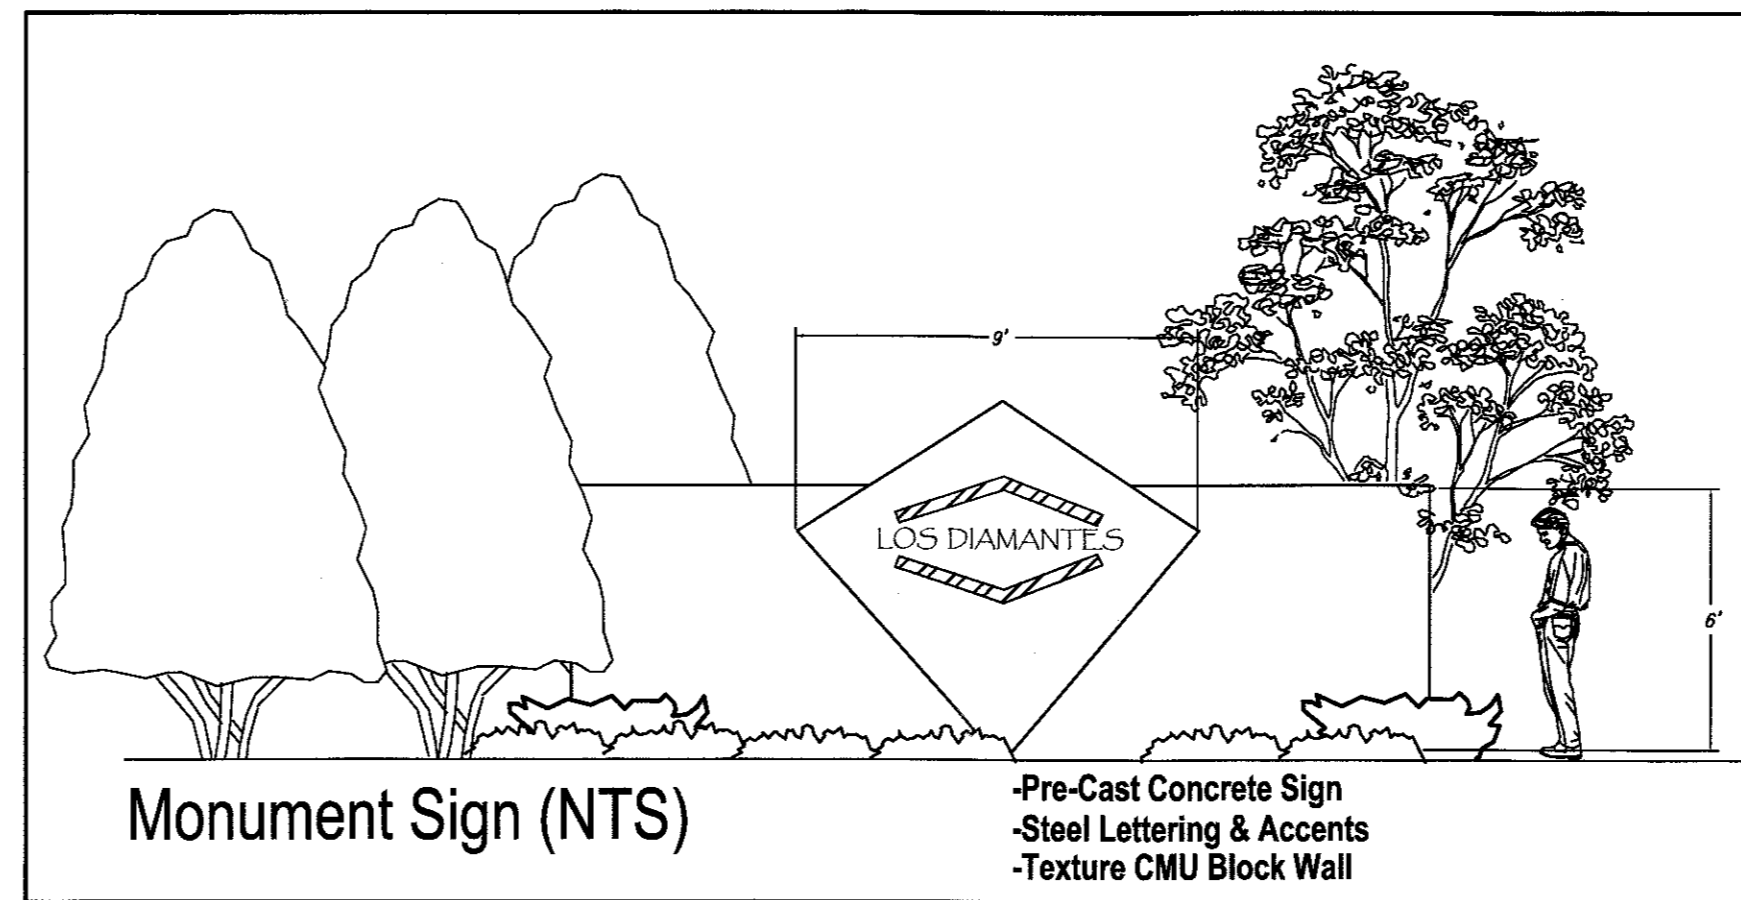 9'
LOS DIAMANTES
6'
Monument Sign (NTS)
-Pre-Cast Concrete Sign
-Steel Lettering & Accents
-Texture CMU Block Wall